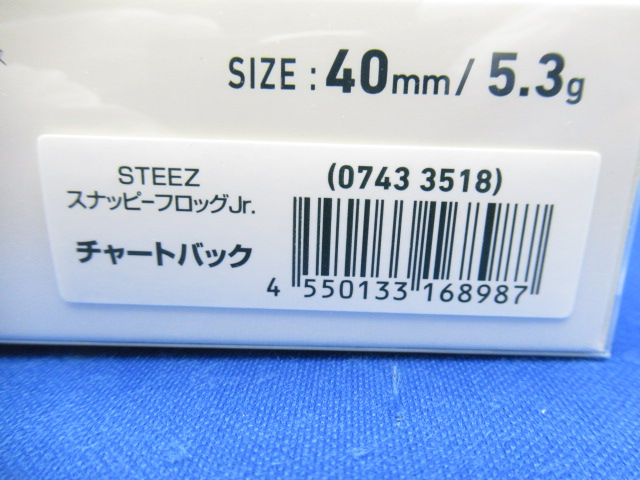 SIZE : 40mm / 5.3g
STEEZ
スナッピーフロッグJr.
チャートバック
(0743 3518)
4 550133 168987